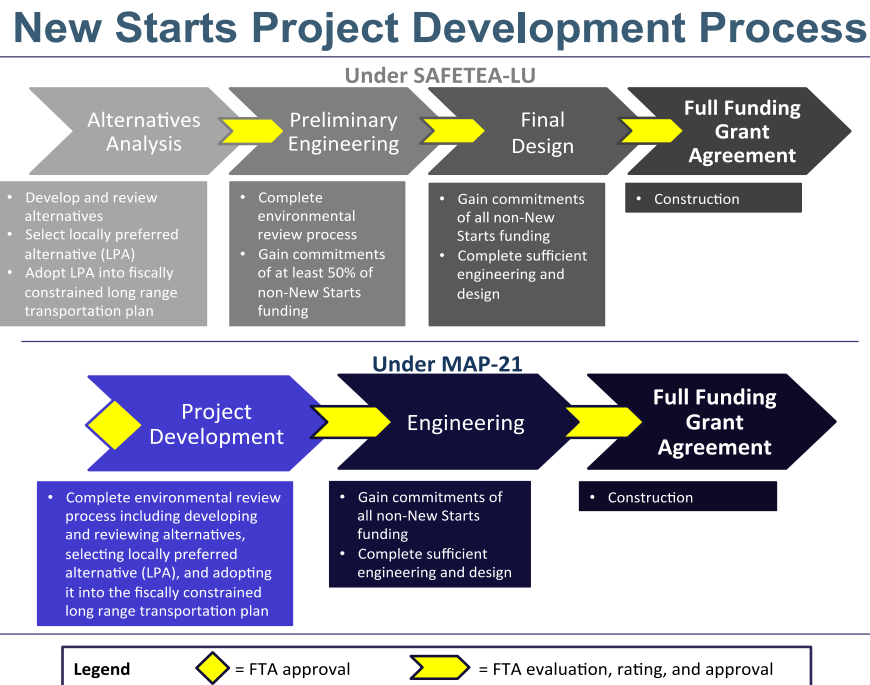 New Starts Project Development Process
Under SAFETEA-LU
Alternatives
Analysis
Preliminary
Engineering
Final
Design
Full Funding
Grant
Agreement
• Develop and review
alternatives
• Select locally preferred
alternative (LPA)
• Adopt LPA into fiscally
constrained long range
transportation plan
• Complete
environmental
review process
• Gain commitments
of at least 50% of
non-New Starts
funding
• Gain commitments
of all non-New
Starts funding
• Complete sufficient
engineering and
design
• Construction
Under MAP-21
Project
Development
Engineering
Full Funding
Grant
Agreement
• Complete environmental review
process including developing
and reviewing alternatives,
selecting locally preferred
alternative (LPA), and adopting
it into the fiscally constrained
long range transportation plan
• Gain commitments of
all non-New Starts
funding
• Complete sufficient
engineering and design
• Construction
Legend
= FTA approval
= FTA evaluation, rating, and approval